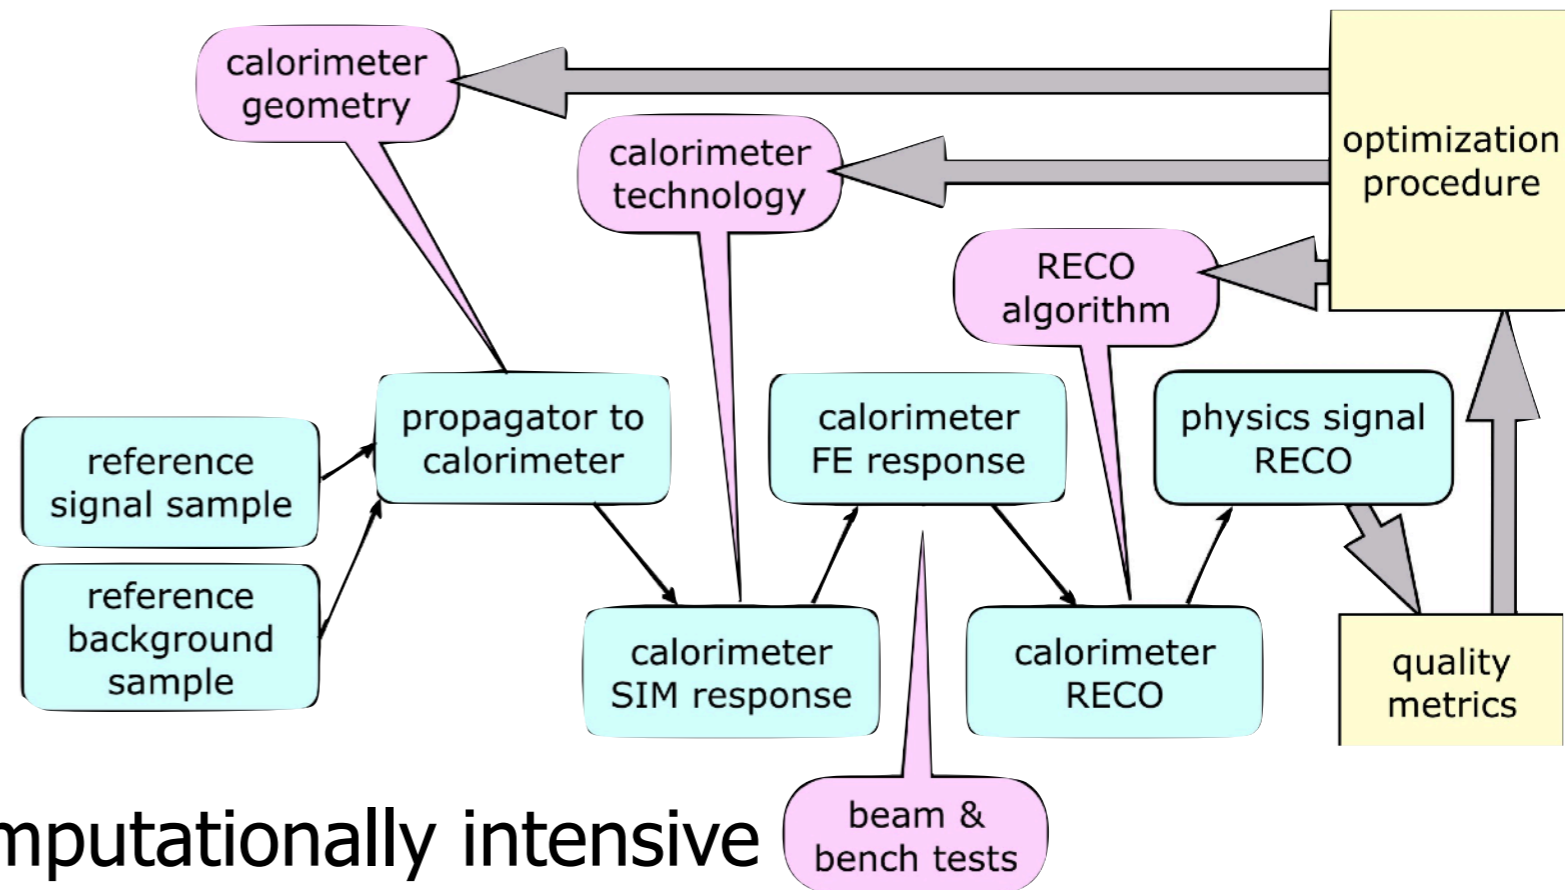 calorimeter
geometry
calorimeter
technology
optimization
procedure
RECO
algorithm
reference
signal sample
propagator to
calorimeter
calorimeter
FE response
physics signal
RECO
reference
background
sample
calorimeter
SIM response
calorimeter
RECO
quality
metrics
mputationally intensive
beam &
bench tests